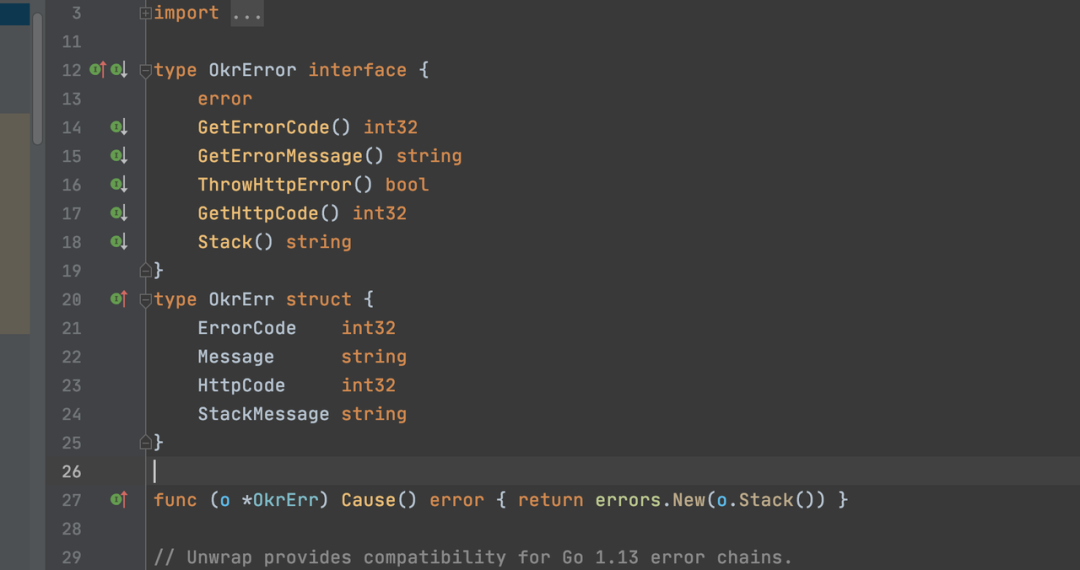 3 import ...
11
12 type OkrError interface {
13 error
14 GetErrorCode() int32
15 GetErrorMessage() string
16 ThrowHttpError() bool
17 GetHttpCode() int32
18 Stack() string
19 }
20 type OkrErr struct {
21 ErrorCode    int32
22 Message      string
23 HttpCode     int32
24 StackMessage string
25 }
26
27 func (o *OkrErr) Cause() error { return errors.New(o.Stack()) }
28
29 // Unwrap provides compatibility for Go 1.13 error chains.